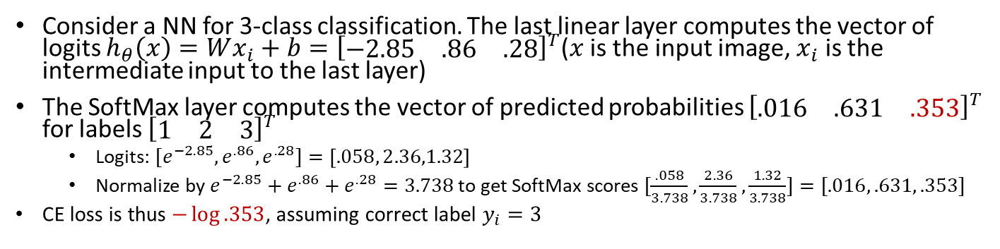 • Consider a NN for 3-class classification. The last linear layer computes the vector of
logits h_θ(x) = Wx_i + b = [−2.85 .86 .28]^T (x is the input image, x_i is the
intermediate input to the last layer)
• The SoftMax layer computes the vector of predicted probabilities [.016 .631 .353]^T
for labels [1 2 3]^T
• Logits: [e^{−2.85}, e^{.86}, e^{.28}] = [.058, 2.36,1.32]
• Normalize by e^{−2.85} + e^{.86} + e^{.28} = 3.738 to get SoftMax scores [.058/3.738, 2.36/3.738, 1.32/3.738] = [.016, .631, .353]
• CE loss is thus − log .353, assuming correct label y_i = 3